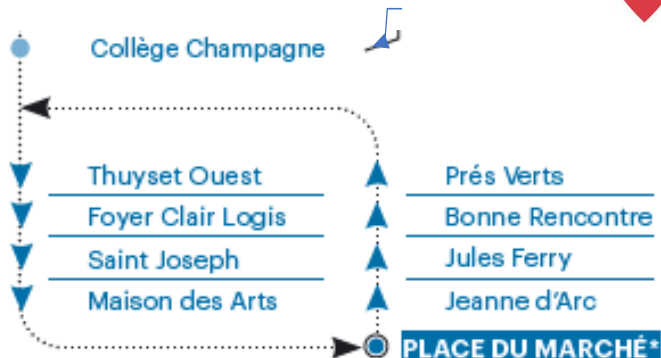 Collège Champagne
Thuyset Ouest
Foyer Clair Logis
Saint Joseph
Maison des Arts
Prés Verts
Bonne Rencontre
Jules Ferry
Jeanne d'Arc
PLACE DU MARCHÉ*